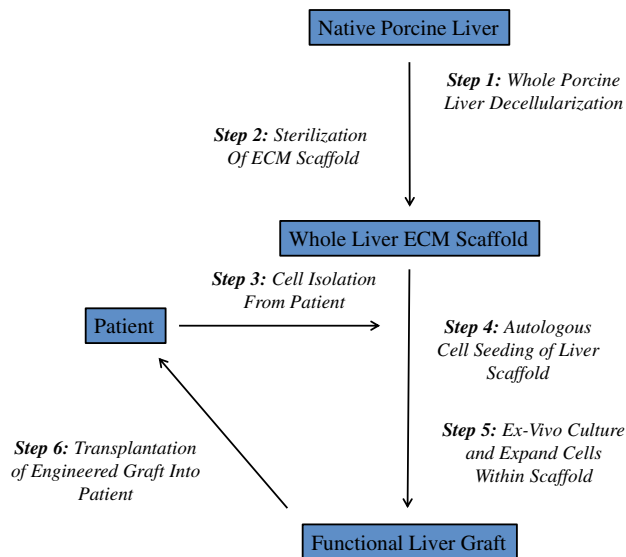 Native Porcine Liver
Step 1: Whole Porcine
Liver Decellularization
Step 2: Sterilization
Of ECM Scaffold
Whole Liver ECM Scaffold
Step 3: Cell Isolation
From Patient
Patient
Step 4: Autologous
Cell Seeding of Liver
Scaffold
Step 5: Ex-Vivo Culture
and Expand Cells
Within Scaffold
Step 6: Transplantation
of Engineered Graft Into
Patient
Functional Liver Graft